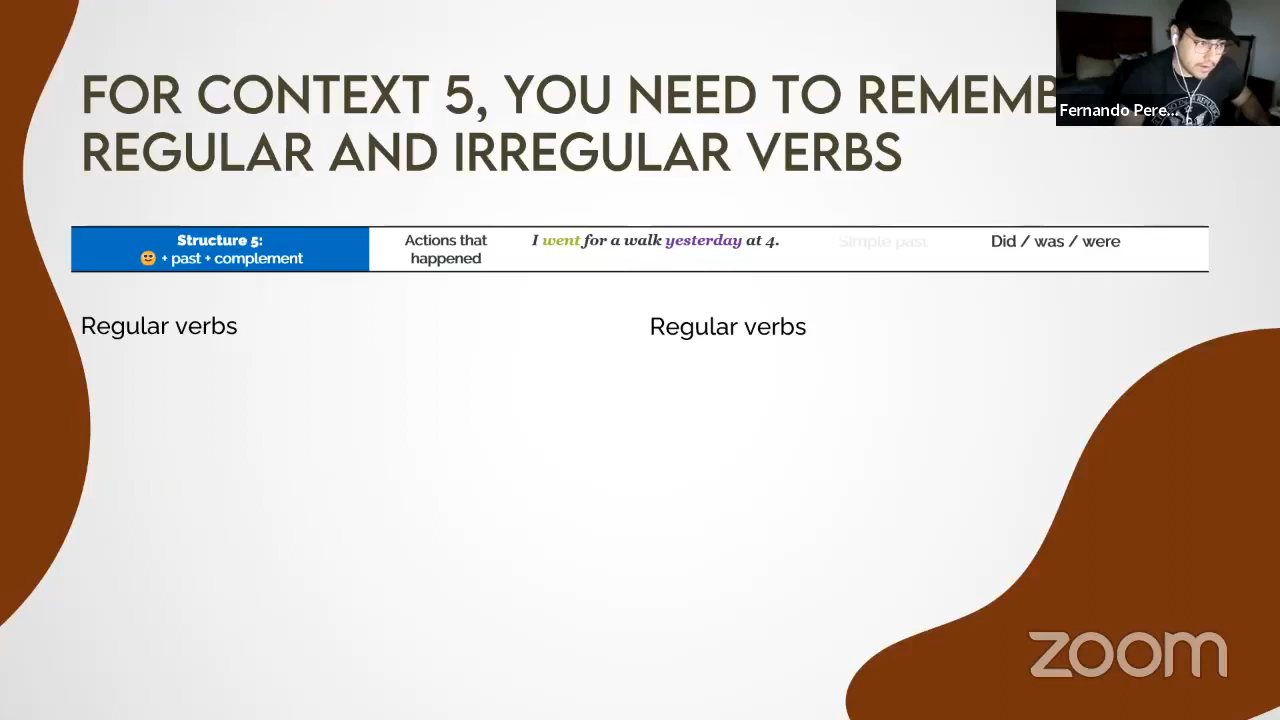 FOR CONTEXT 5, YOU NEED TO REMEMB
REGULAR AND IRREGULAR VERBS
Fernando Pere...
Structure 5:
+ past + complement
Actions that
happened
I went for a walk yesterday at 4.
Simple past
Did / was / were
Regular verbs
Regular verbs
zoom